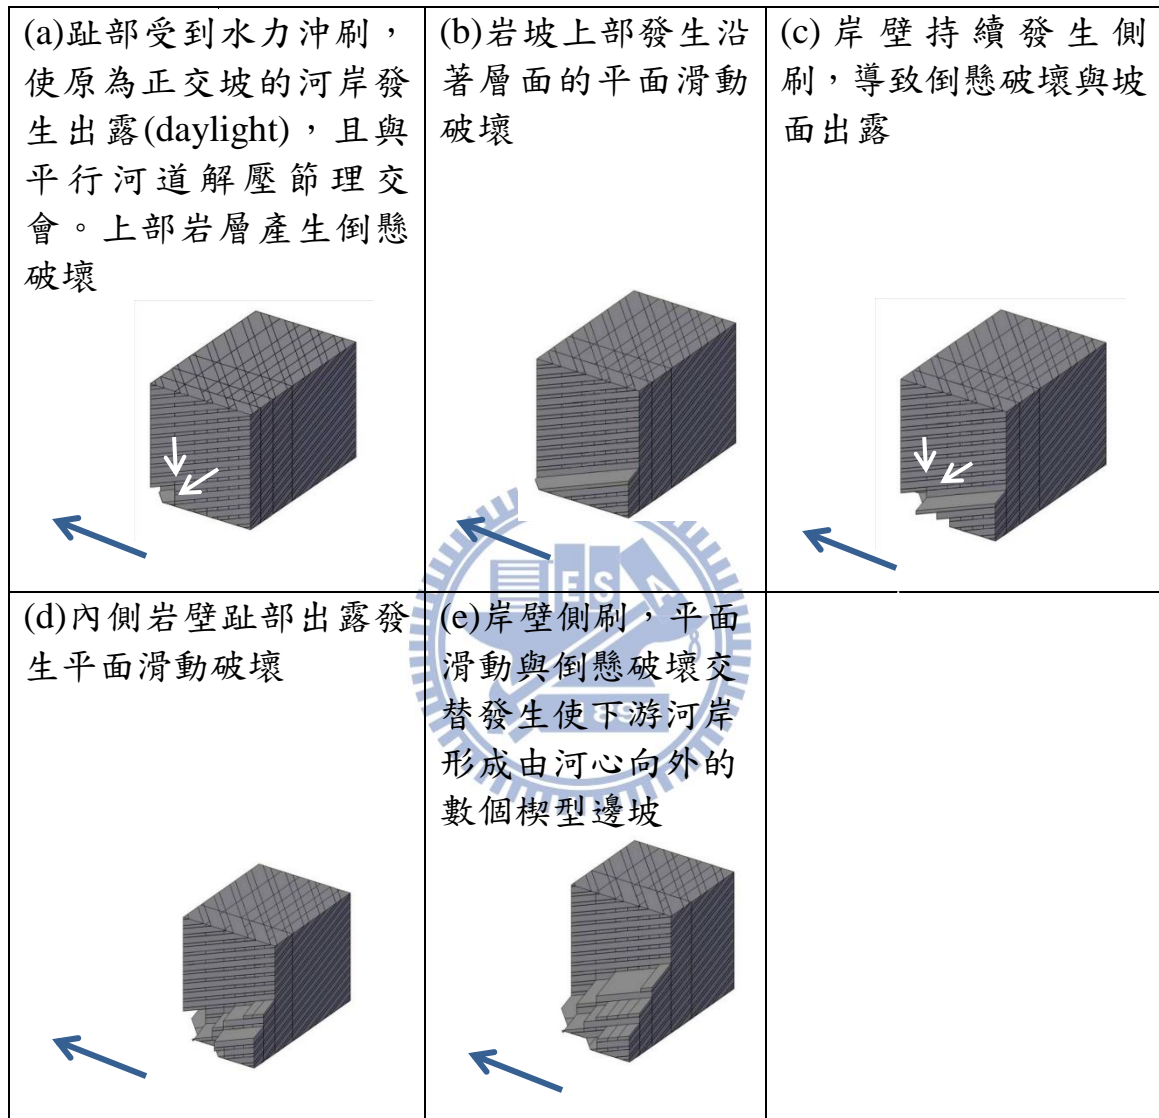 (a)趾部受到水力沖刷，
使原為正交坡的河岸發
生出露(daylight)，且與
平行河道解壓節理交
會。上部岩層產生倒懸
破壞
(b)岩坡上部發生沿
著層面的平面滑動
破壞
(c)岸壁持續發生側
刷，導致倒懸破壞與坡
面出露
(d)內側岩壁趾部出露發
生平面滑動破壞
(e)岸壁側刷，平面
滑動與倒懸破壞交
替發生使下游河岸
形成由河心向外的
數個楔型邊坡